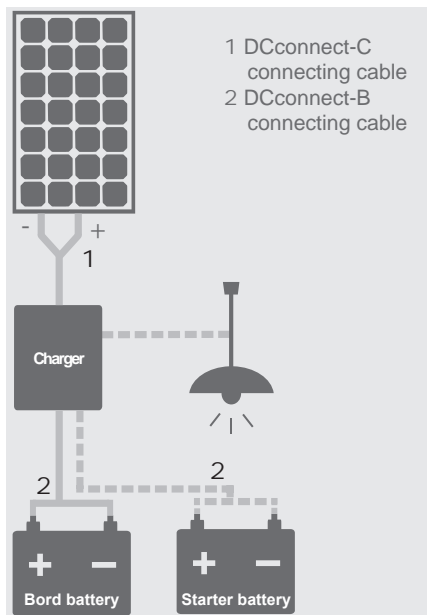 1 DCconnect-C
connecting cable
2 DCconnect-B
connecting cable
- +
1
Charger
2
2
+ -
+ -
Bord battery
Starter battery